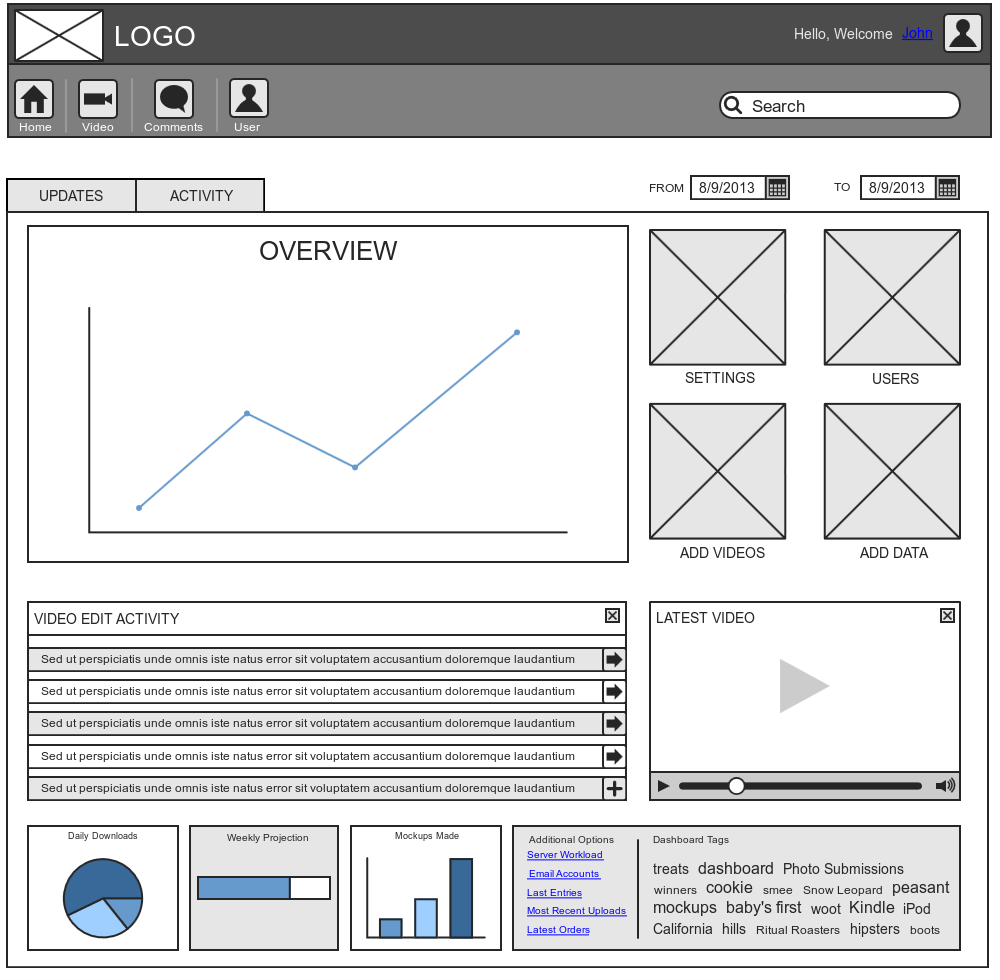 LOGO
Hello, Welcome John
Home Video Comments User
Search
UPDATES ACTIVITY
FROM 8/9/2013 TO 8/9/2013
OVERVIEW
SETTINGS USERS
ADD VIDEOS ADD DATA
VIDEO EDIT ACTIVITY
Sed ut perspiciatis unde omnis iste natus error sit voluptatem accusantium doloremque laudantium
Sed ut perspiciatis unde omnis iste natus error sit voluptatem accusantium doloremque laudantium
Sed ut perspiciatis unde omnis iste natus error sit voluptatem accusantium doloremque laudantium
Sed ut perspiciatis unde omnis iste natus error sit voluptatem accusantium doloremque laudantium
Sed ut perspiciatis unde omnis iste natus error sit voluptatem accusantium doloremque laudantium
LATEST VIDEO
Daily Downloads
Weekly Projection
Mockups Made
Additional Options
Server Workload
Email Accounts
Last Entries
Most Recent Uploads
Latest Orders
Dashboard Tags
treats dashboard Photo Submissions
winners cookie smee Snow Leopard peasant
mockups baby's first woot Kindle iPod
California hills Ritual Roasters hipsters boots